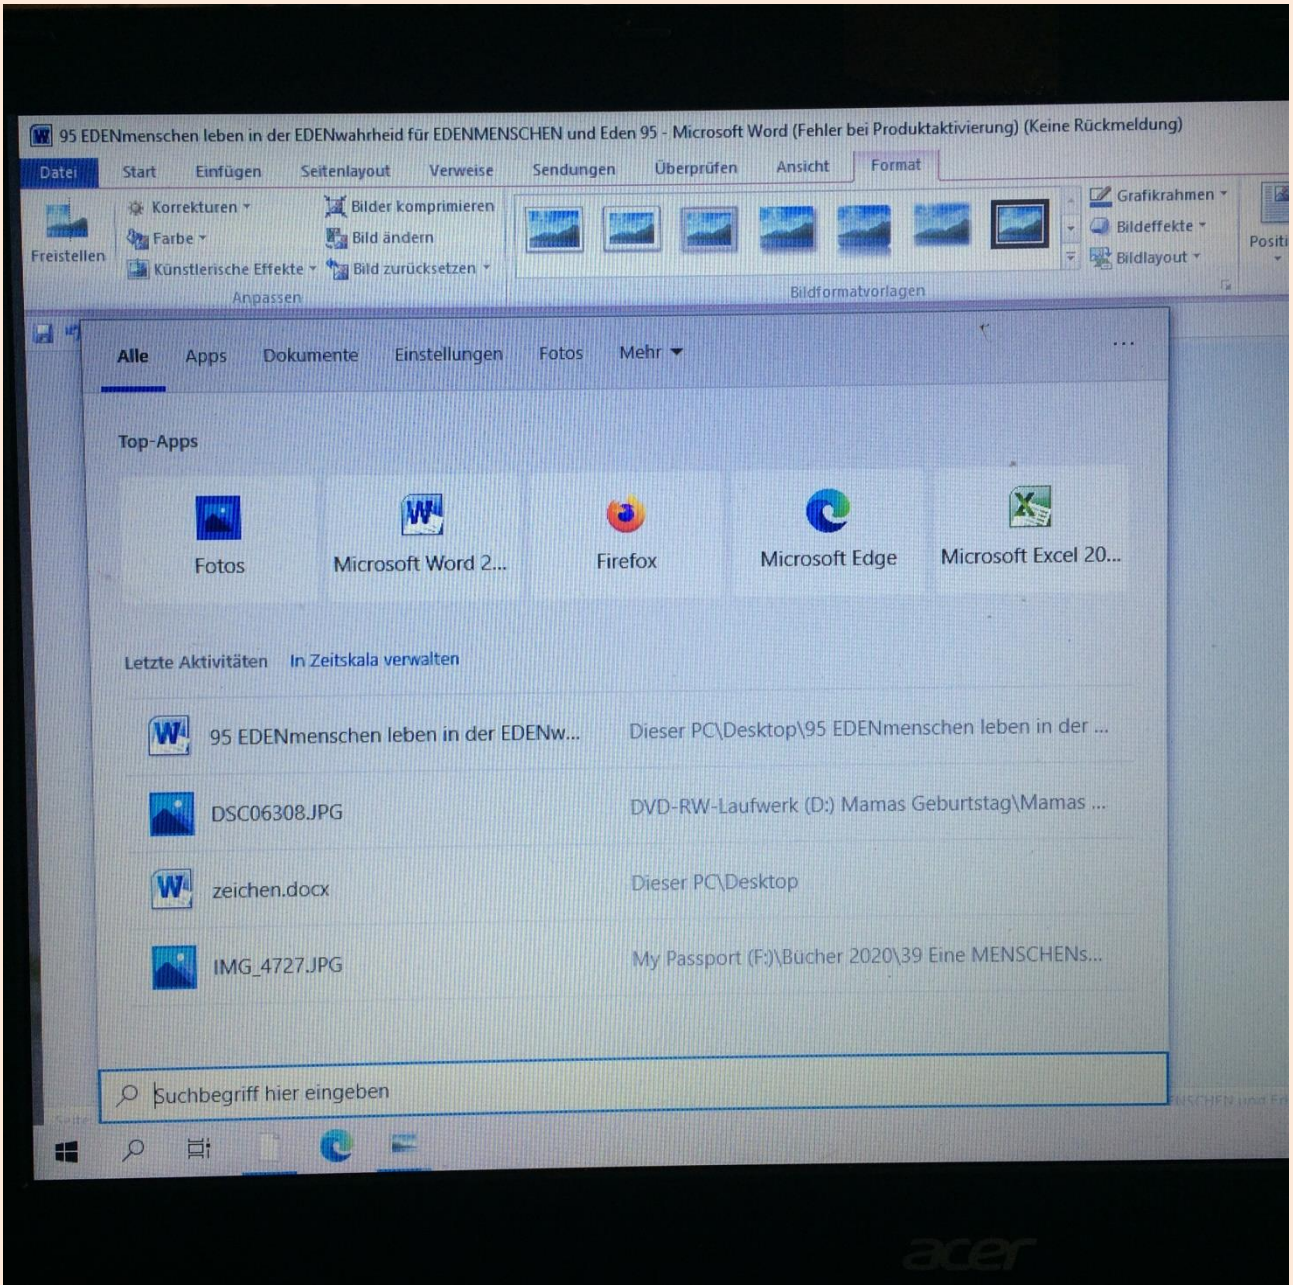 95 EDENmenschen leben in der EDENwahrheid für EDENMENSCHEN und Eden 95 - Microsoft Word (Fehler bei Produktaktivierung) (Keine Rückmeldung)
Datei Start Einfügen Seitenlayout Verweise Sendungen Überprüfen Ansicht Format
Korrekturen Bilder komprimieren Grafikrahmen
Farbe Bild ändern Bildeffekte
Freistellen Künstlerische Effekte Bild zurücksetzen Bildlayout Positi
Anpassen Bildformatvorlagen
Alle Apps Dokumente Einstellungen Fotos Mehr ...
Top-Apps
Fotos Microsoft Word 2... Firefox Microsoft Edge Microsoft Excel 20...
Letzte Aktivitäten In Zeitskala verwalten
95 EDENmenschen leben in der EDENw... Dieser PC\Desktop\95 EDENmenschen leben in der ...
DSC06308.JPG DVD-RW-Laufwerk (D:) Mamas Geburtstag\Mamas ...
zeichen.docx Dieser PC\Desktop
IMG_4727.JPG My Passport (F:)\Bücher 2020\39 Eine MENSCHENs...
Suchbegriff hier eingeben
Seite
acer